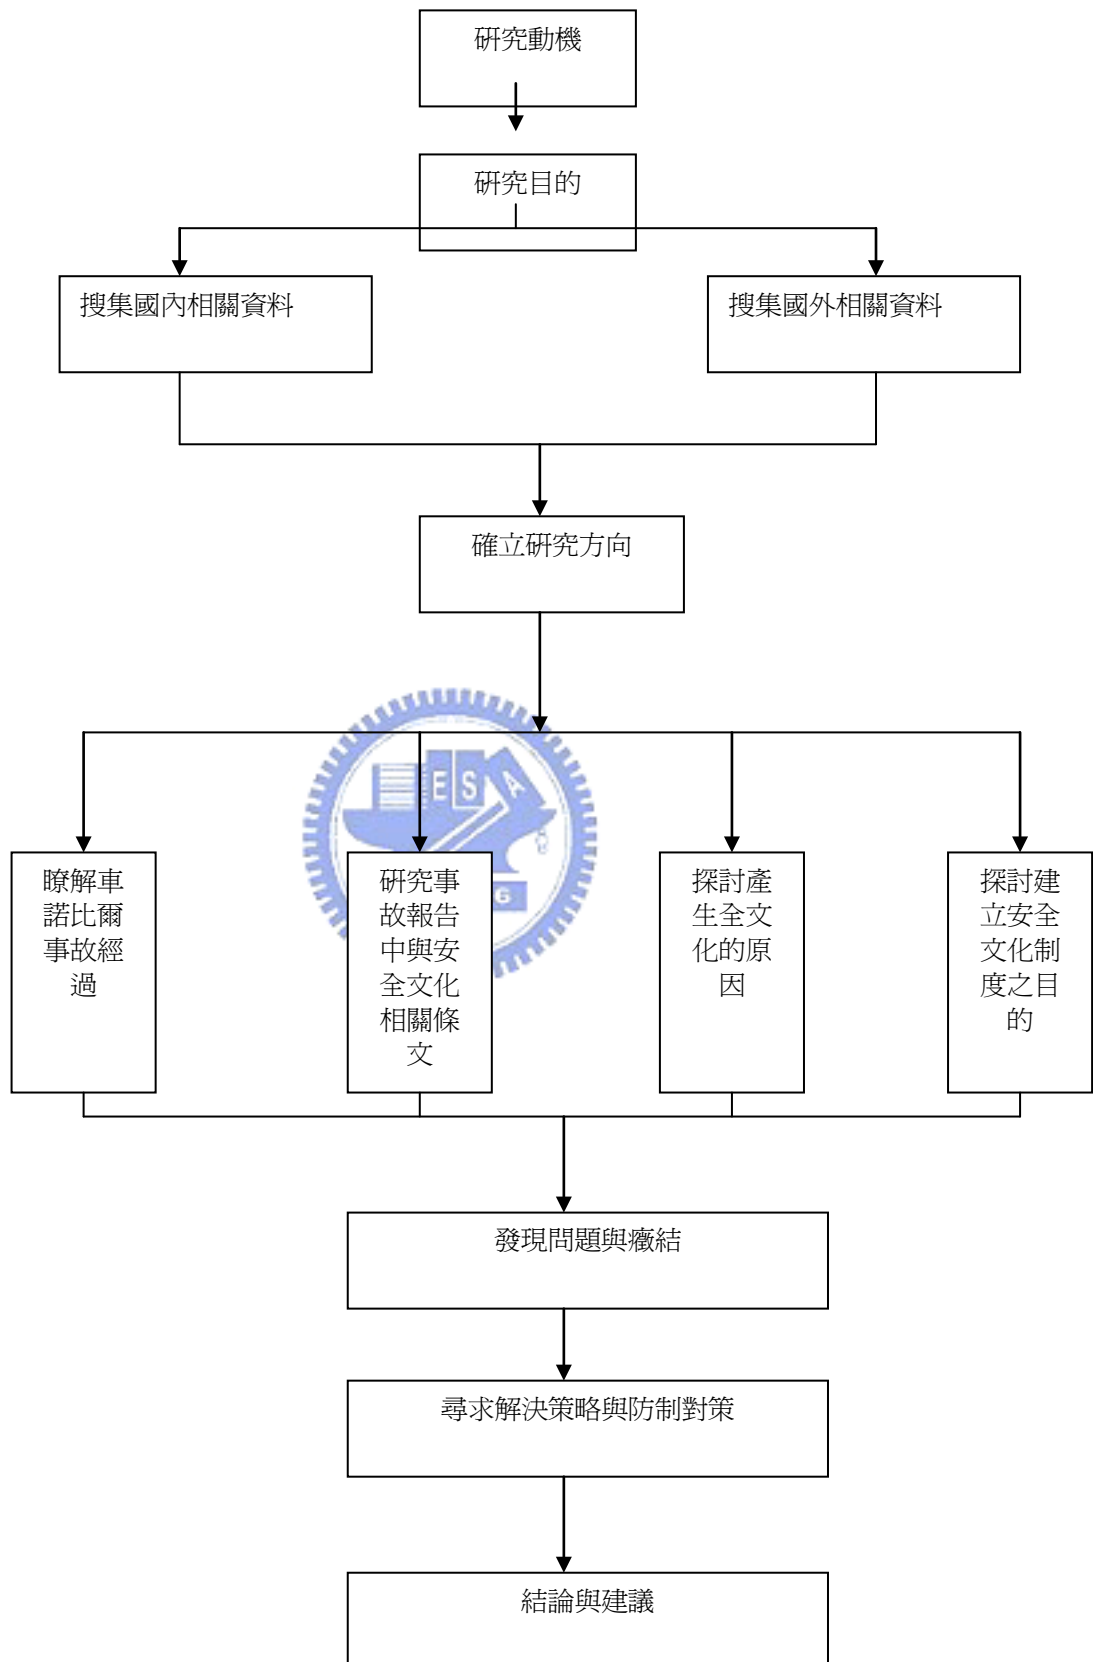 研究動機
研究目的
搜集國內相關資料
搜集國外相關資料
確立研究方向
ESA
瞭解車
諾比爾
事故經
過
研究事
故報告
中與安
全文化
相關條
文
6
探討產
生全文
化的原
因
探討建
立安全
文化制
度之目
的
發現問題與癥結
尋求解決策略與防制對策
結論與建議